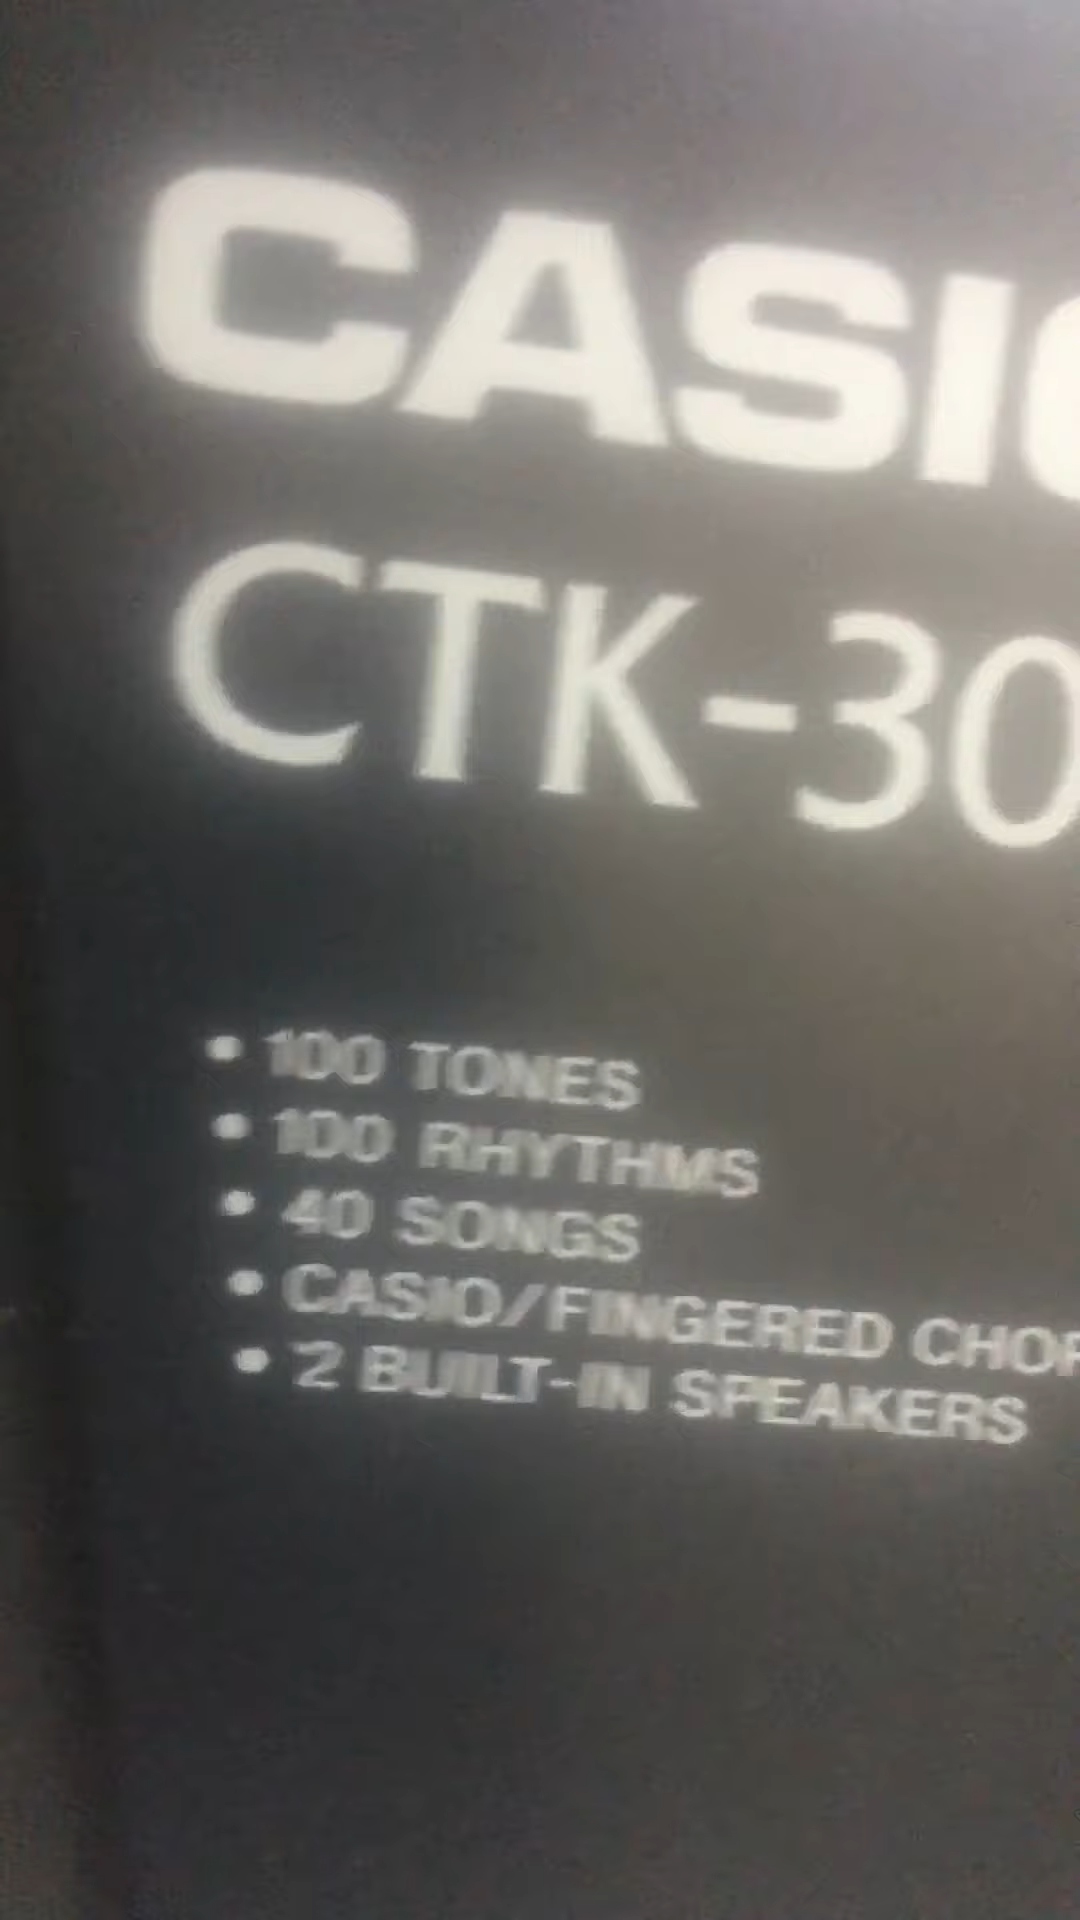 CASIO
CTK-30
• 100 TONES
• 100 RHYTHMS
• 40 SONGS
• CASIO/FINGERED CHOR
• 2 BUILT-IN SPEAKERS